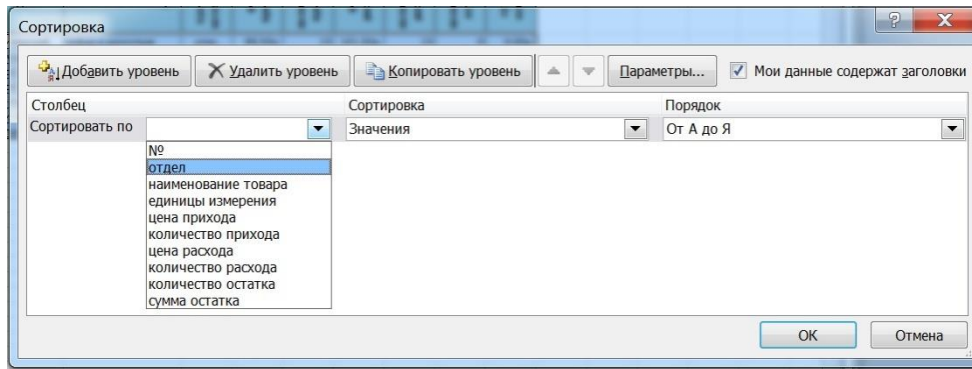 Сортировка
Добавить уровень Удалить уровень Копировать уровень Параметры... Мои данные содержат заголовки
Столбец Сортировка Порядок
Сортировать по Значения От А до Я
№
отдел
наименование товара
единицы измерения
цена прихода
количество прихода
цена расхода
количество расхода
количество остатка
сумма остатка
ОК Отмена